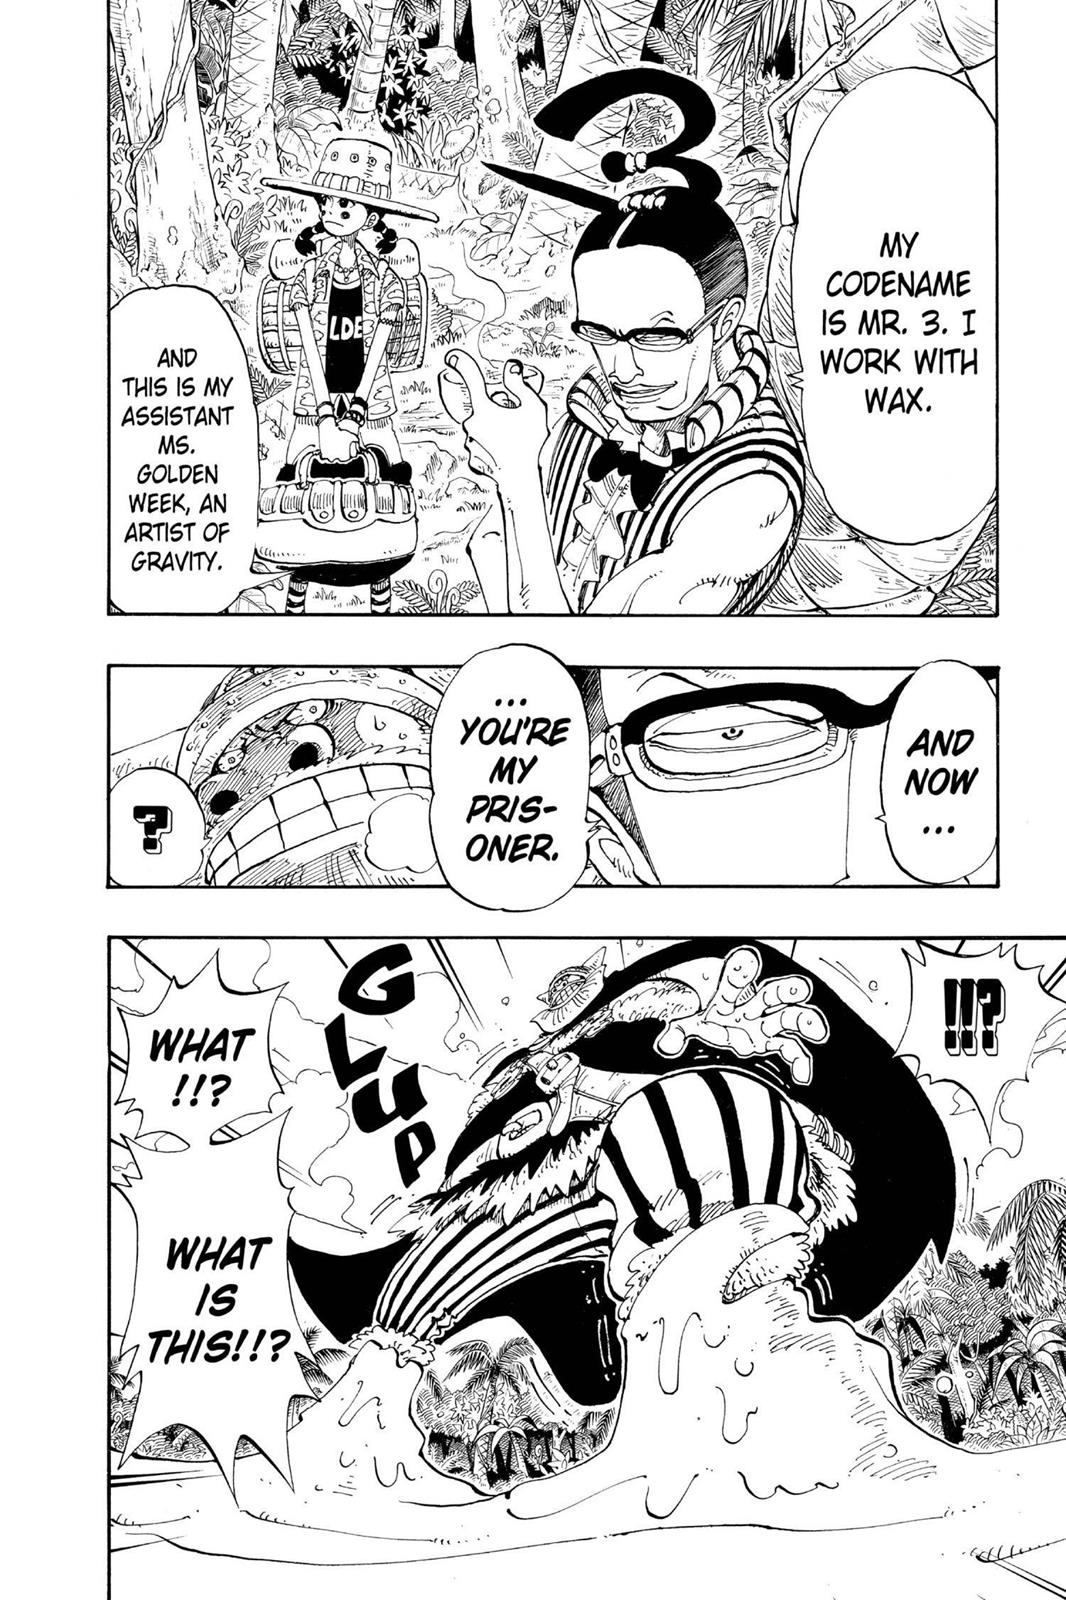 MY
CODENAME
IS MR. 3. I
WORK WITH
WAX.
AND
THIS IS MY
ASSISTANT
MS.
GOLDEN
WEEK, AN
ARTIST OF
GRAVITY.
LDE
AND
NOW
...
...
YOU'RE
MY
PRIS-
ONER.
?
!!?
GLUP
WHAT
!!?
WHAT
IS
THIS!!?